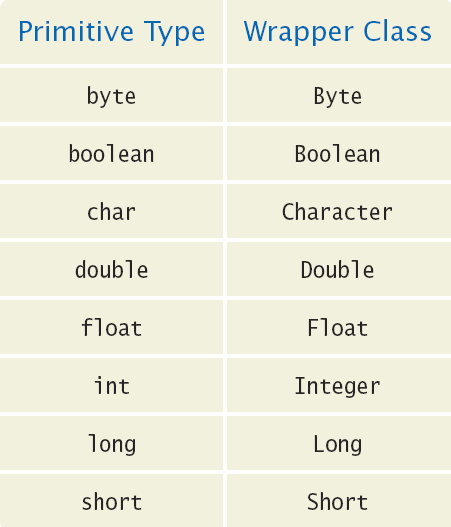 Primitive Type Wrapper Class
byte Byte
boolean Boolean
char Character
double Double
float Float
int Integer
long Long
short Short